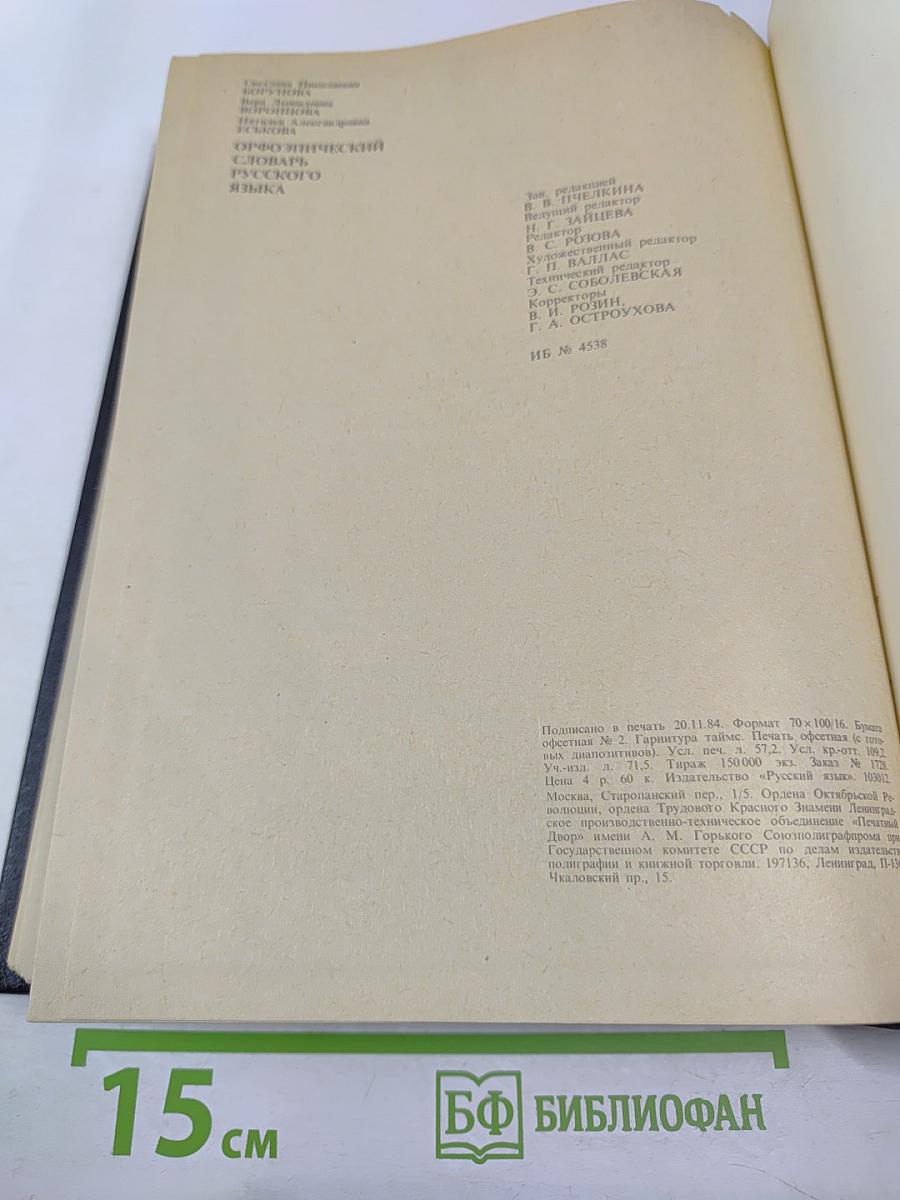 Светлана Николаевна
БОРУНОВА
Вера Леонидовна
ВОРОНЦОВА
Наталья Александровна
ЕСЬКОВА
ОРФОЭПИЧЕСКИЙ
СЛОВАРЬ
РУССКОГО
ЯЗЫКА
Зав. редакцией
В. В. ПЧЕЛКИНА
Ведущий редактор
Н. Г. ЗАЙЦЕВА
Редактор
В. С. РОЗОВА
Художественный редактор
Г. П. ВАЛЛАС
Технический редактор
Э. С. СОБОЛЕВСКАЯ
Корректоры
В. И. РОЗИН,
Г. А. ОСТРОУХОВА
ИБ № 4538
Подписано в печать 20.11.84. Формат 70×100/16. Бумага
офсетная № 2. Гарнитура таймс. Печать офсетная (с гото-
вых диапозитивов). Усл. печ. л. 57,2. Усл. кр.-отт. 109,2.
Уч.-изд. л. 71,5. Тираж 150 000 экз. Заказ № 1728.
Цена 4 р. 60 к. Издательство «Русский язык». 103012,
Москва, Старопанский пер., 1/5. Ордена Октябрьской Ре-
волюции, ордена Трудового Красного Знамени Ленинград-
ское производственно-техническое объединение «Печатный
Двор» имени А. М. Горького Союзполиграфпрома при
Государственном комитете СССР по делам издательств,
полиграфии и книжной торговли. 197136, Ленинград, П-136,
Чкаловский пр., 15.
15 см
БФ БИБЛИОФАН